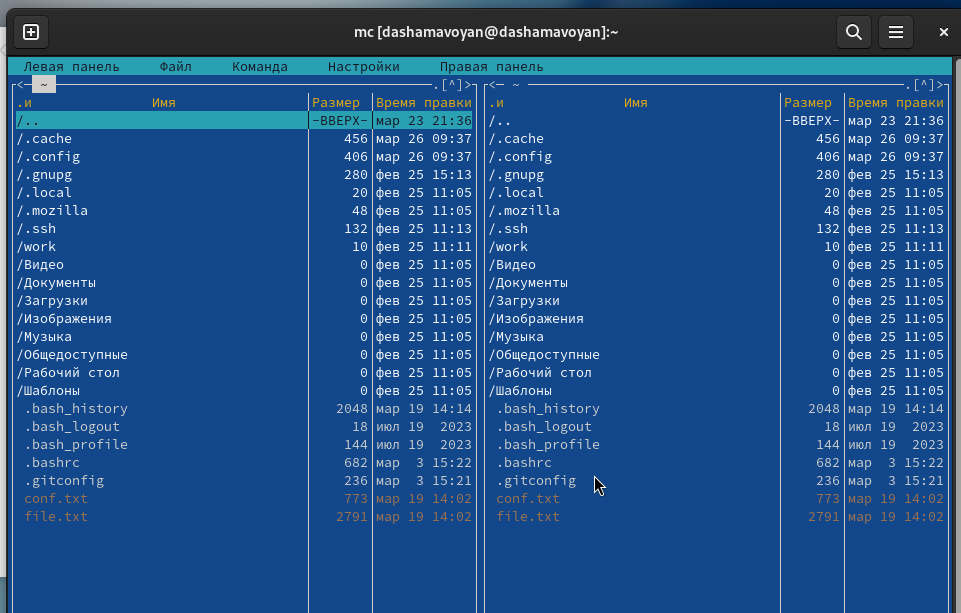 mc [dashamavoyan@dashamavoyan]:~
Левая панель Файл Команда Настройки Правая панель
<─ ~ .[^]> <─ ~ .[^]>
.и Имя Размер Время правки .и Имя Размер Время правки
/.. -ВВЕРХ- мар 23 21:36 /.. -ВВЕРХ- мар 23 21:36
/.cache 456 мар 26 09:37 /.cache 456 мар 26 09:37
/.config 406 мар 26 09:37 /.config 406 мар 26 09:37
/.gnupg 280 фев 25 15:13 /.gnupg 280 фев 25 15:13
/.local 20 фев 25 11:05 /.local 20 фев 25 11:05
/.mozilla 48 фев 25 11:05 /.mozilla 48 фев 25 11:05
/.ssh 132 фев 25 11:13 /.ssh 132 фев 25 11:13
/work 10 фев 25 11:11 /work 10 фев 25 11:11
/Видео 0 фев 25 11:05 /Видео 0 фев 25 11:05
/Документы 0 фев 25 11:05 /Документы 0 фев 25 11:05
/Загрузки 0 фев 25 11:05 /Загрузки 0 фев 25 11:05
/Изображения 0 фев 25 11:05 /Изображения 0 фев 25 11:05
/Музыка 0 фев 25 11:05 /Музыка 0 фев 25 11:05
/Общедоступные 0 фев 25 11:05 /Общедоступные 0 фев 25 11:05
/Рабочий стол 0 фев 25 11:05 /Рабочий стол 0 фев 25 11:05
/Шаблоны 0 фев 25 11:05 /Шаблоны 0 фев 25 11:05
.bash_history 2048 мар 19 14:14 .bash_history 2048 мар 19 14:14
.bash_logout 18 июл 19 2023 .bash_logout 18 июл 19 2023
.bash_profile 144 июл 19 2023 .bash_profile 144 июл 19 2023
.bashrc 682 мар 3 15:22 .bashrc 682 мар 3 15:22
.gitconfig 236 мар 3 15:21 .gitconfig 236 мар 3 15:21
conf.txt 773 мар 19 14:02 conf.txt 773 мар 19 14:02
file.txt 2791 мар 19 14:02 file.txt 2791 мар 19 14:02